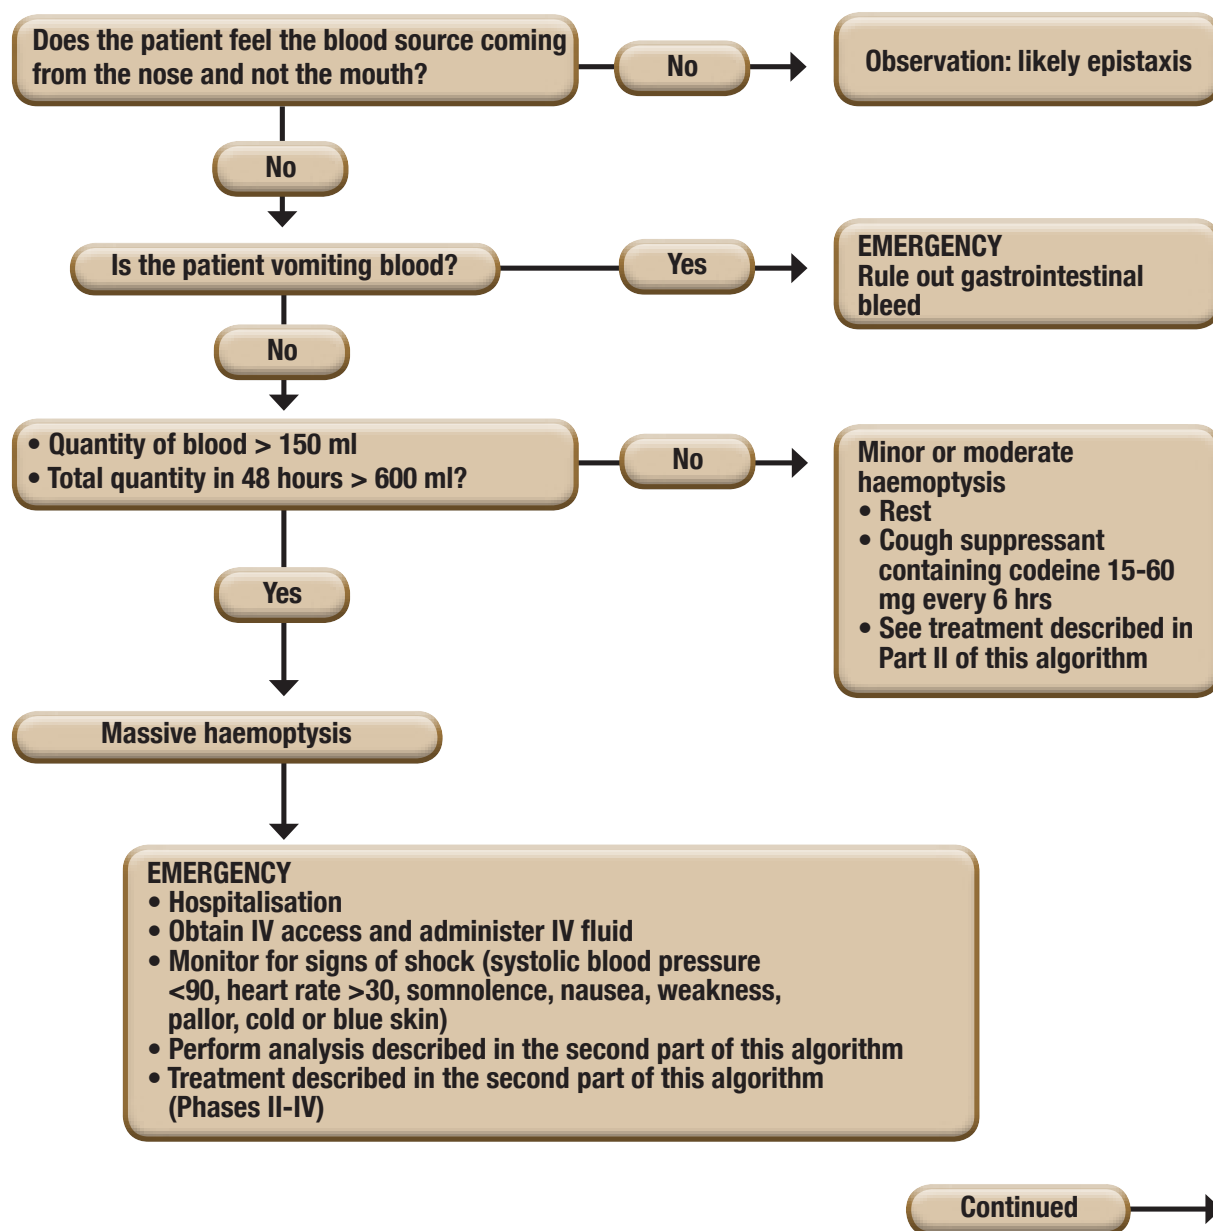 Does the patient feel the blood source coming
from the nose and not the mouth?
No
Observation: likely epistaxis
No
Is the patient vomiting blood?
Yes
EMERGENCY
Rule out gastrointestinal
bleed
No
• Quantity of blood > 150 ml
• Total quantity in 48 hours > 600 ml?
No
Minor or moderate
haemoptysis
• Rest
• Cough suppressant
containing codeine 15-60
mg every 6 hrs
• See treatment described in
Part II of this algorithm
Yes
Massive haemoptysis
EMERGENCY
• Hospitalisation
• Obtain IV access and administer IV fluid
• Monitor for signs of shock (systolic blood pressure
<90, heart rate >30, somnolence, nausea, weakness,
pallor, cold or blue skin)
• Perform analysis described in the second part of this algorithm
• Treatment described in the second part of this algorithm
(Phases II-IV)
Continued